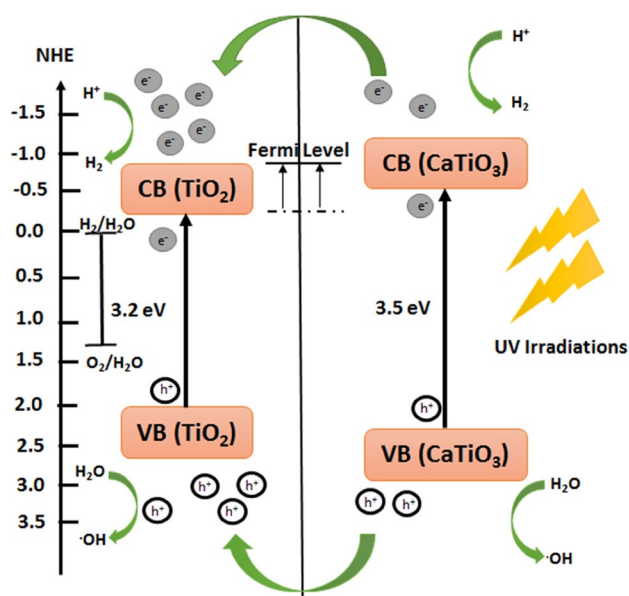 NHE
-1.5
-1.0
-0.5
0.0
0.5
1.0
1.5
2.0
2.5
3.0
3.5
H⁺
H₂
e⁻
e⁻
e⁻
e⁻
e⁻
CB (TiO₂)
e⁻
H₂/H₂O
3.2 eV
O₂/H₂O
h⁺
VB (TiO₂)
H₂O
·OH
h⁺
h⁺
h⁺
h⁺
Fermi Level
e⁻
e⁻
H⁺
H₂
CB (CaTiO₃)
e⁻
3.5 eV
UV Irradiations
h⁺
VB (CaTiO₃)
h⁺
h⁺
H₂O
·OH